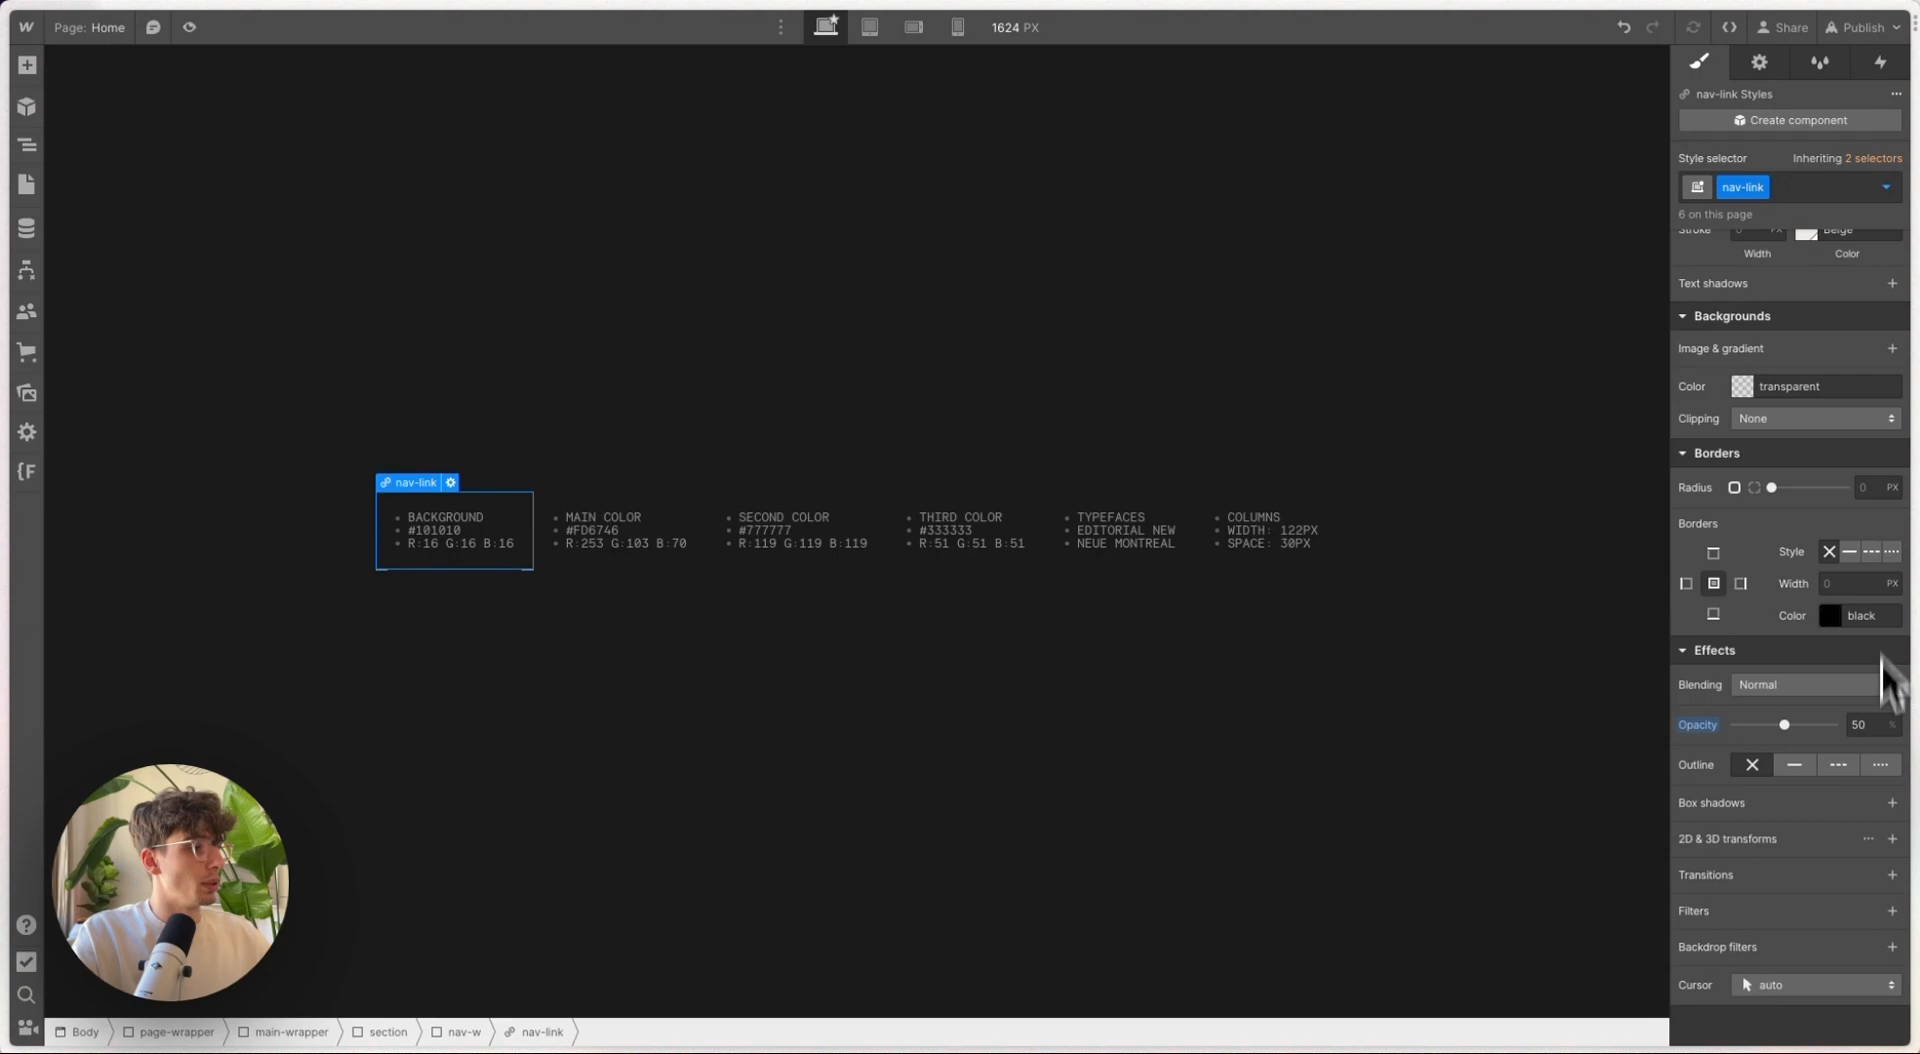 Page: Home
1624 PX
Share
Publish
nav-link Styles
Create component
Style selector
Inheriting 2 selectors
nav-link
6 on this page
Stroke
0
PX
Beige
Width
Color
Text shadows
Backgrounds
Image & gradient
Color
transparent
Clipping
None
Borders
Radius
0
PX
Borders
Style
Width
0
PX
Color
black
Effects
Blending
Normal
Opacity
50
%
Outline
Box shadows
2D & 3D transforms
Transitions
Filters
Backdrop filters
Cursor
auto
nav-link
BACKGROUND
#101010
R:16 G:16 B:16
MAIN COLOR
#FD6746
R:253 G:103 B:70
SECOND COLOR
#777777
R:119 G:119 B:119
THIRD COLOR
#333333
R:51 G:51 B:51
TYPEFACES
EDITORIAL NEW
NEUE MONTREAL
COLUMNS
WIDTH: 122PX
SPACE: 30PX
Body
page-wrapper
main-wrapper
section
nav-w
nav-link